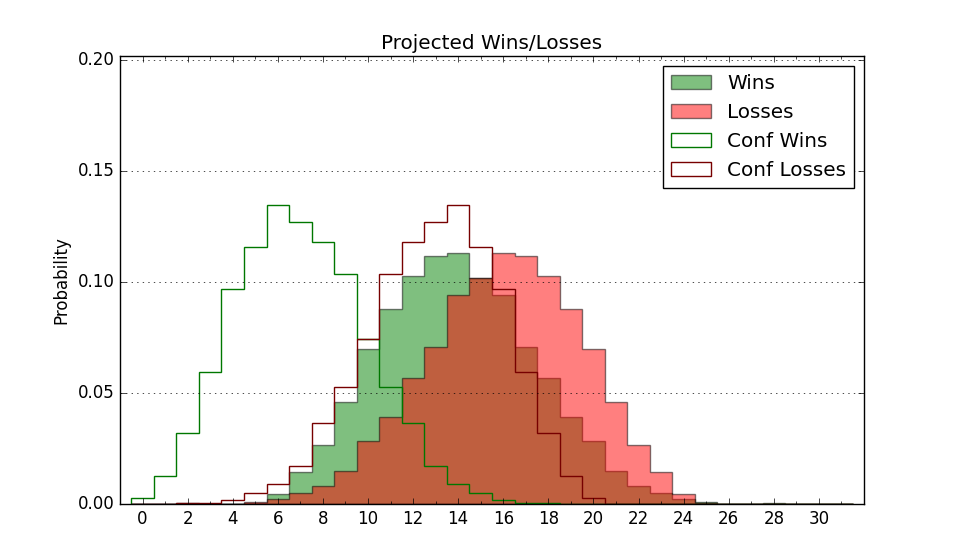 Projected Wins/Losses
0.20
0.15
0.10
0.05
0.00
Probability
Wins
Losses
Conf Wins
Conf Losses
0 2 4 6 8 10 12 14 16 18 20 22 24 26 28 30